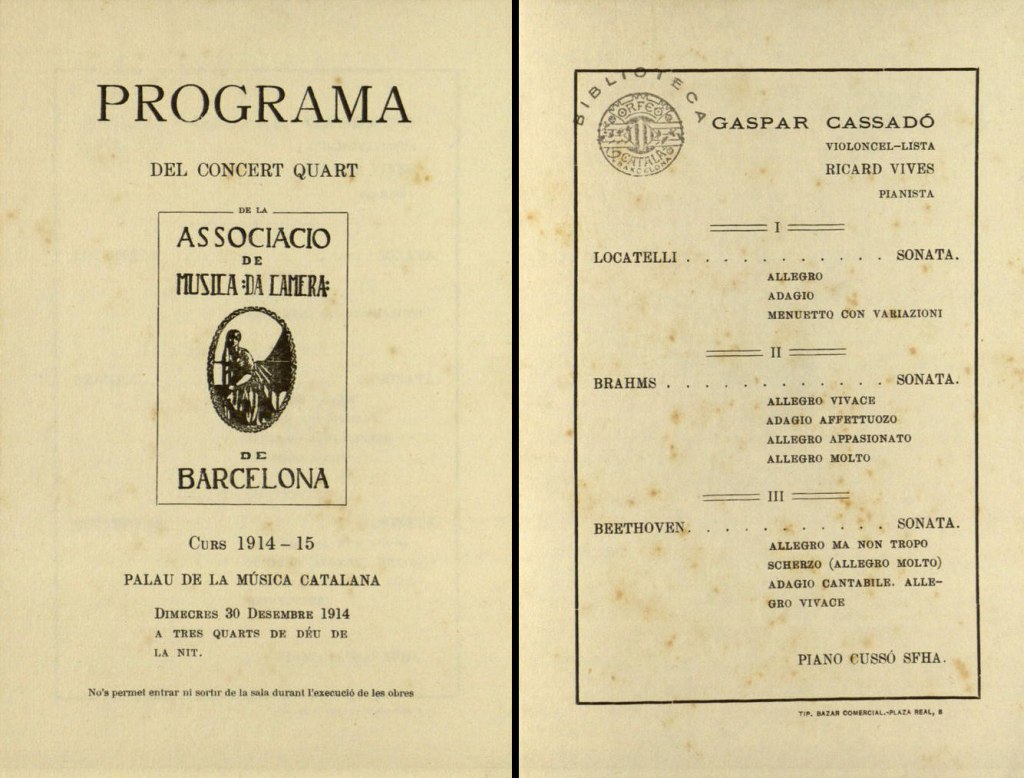 PROGRAMA
DEL CONCERT QUART
DE LA
ASSOCIACIO
DE
MUSICA DA CAMERA
DE
BARCELONA
CURS 1914-15
PALAU DE LA MÚSICA CATALANA
DIMECRES 30 DESEMBRE 1914
A TRES QUARTS DE DÉU DE
LA NIT.
No's permet entrar ni sortir de la sala durant l'execució de les obres
BIBLIOTECA
ORFEÓ
CATALÀ
BARCELONA
GASPAR CASSADÓ
VIOLONCEL-LISTA
RICARD VIVES
PIANISTA
I
LOCATELLI . . . . . . . . . . . SONATA.
ALLEGRO
ADAGIO
MENUETTO CON VARIAZIONI
II
BRAHMS . . . . . . . . . . . . SONATA.
ALLEGRO VIVACE
ADAGIO AFFETTUOZO
ALLEGRO APPASIONATO
ALLEGRO MOLTO
III
BEETHOVEN. . . . . . . . . . . SONATA.
ALLEGRO MA NON TROPO
SCHERZO (ALLEGRO MOLTO)
ADAGIO CANTABILE. ALLE-
GRO VIVACE
PIANO CUSSÓ SFHA.
TIP. BAZAR COMERCIAL.-PLAZA REAL, 8